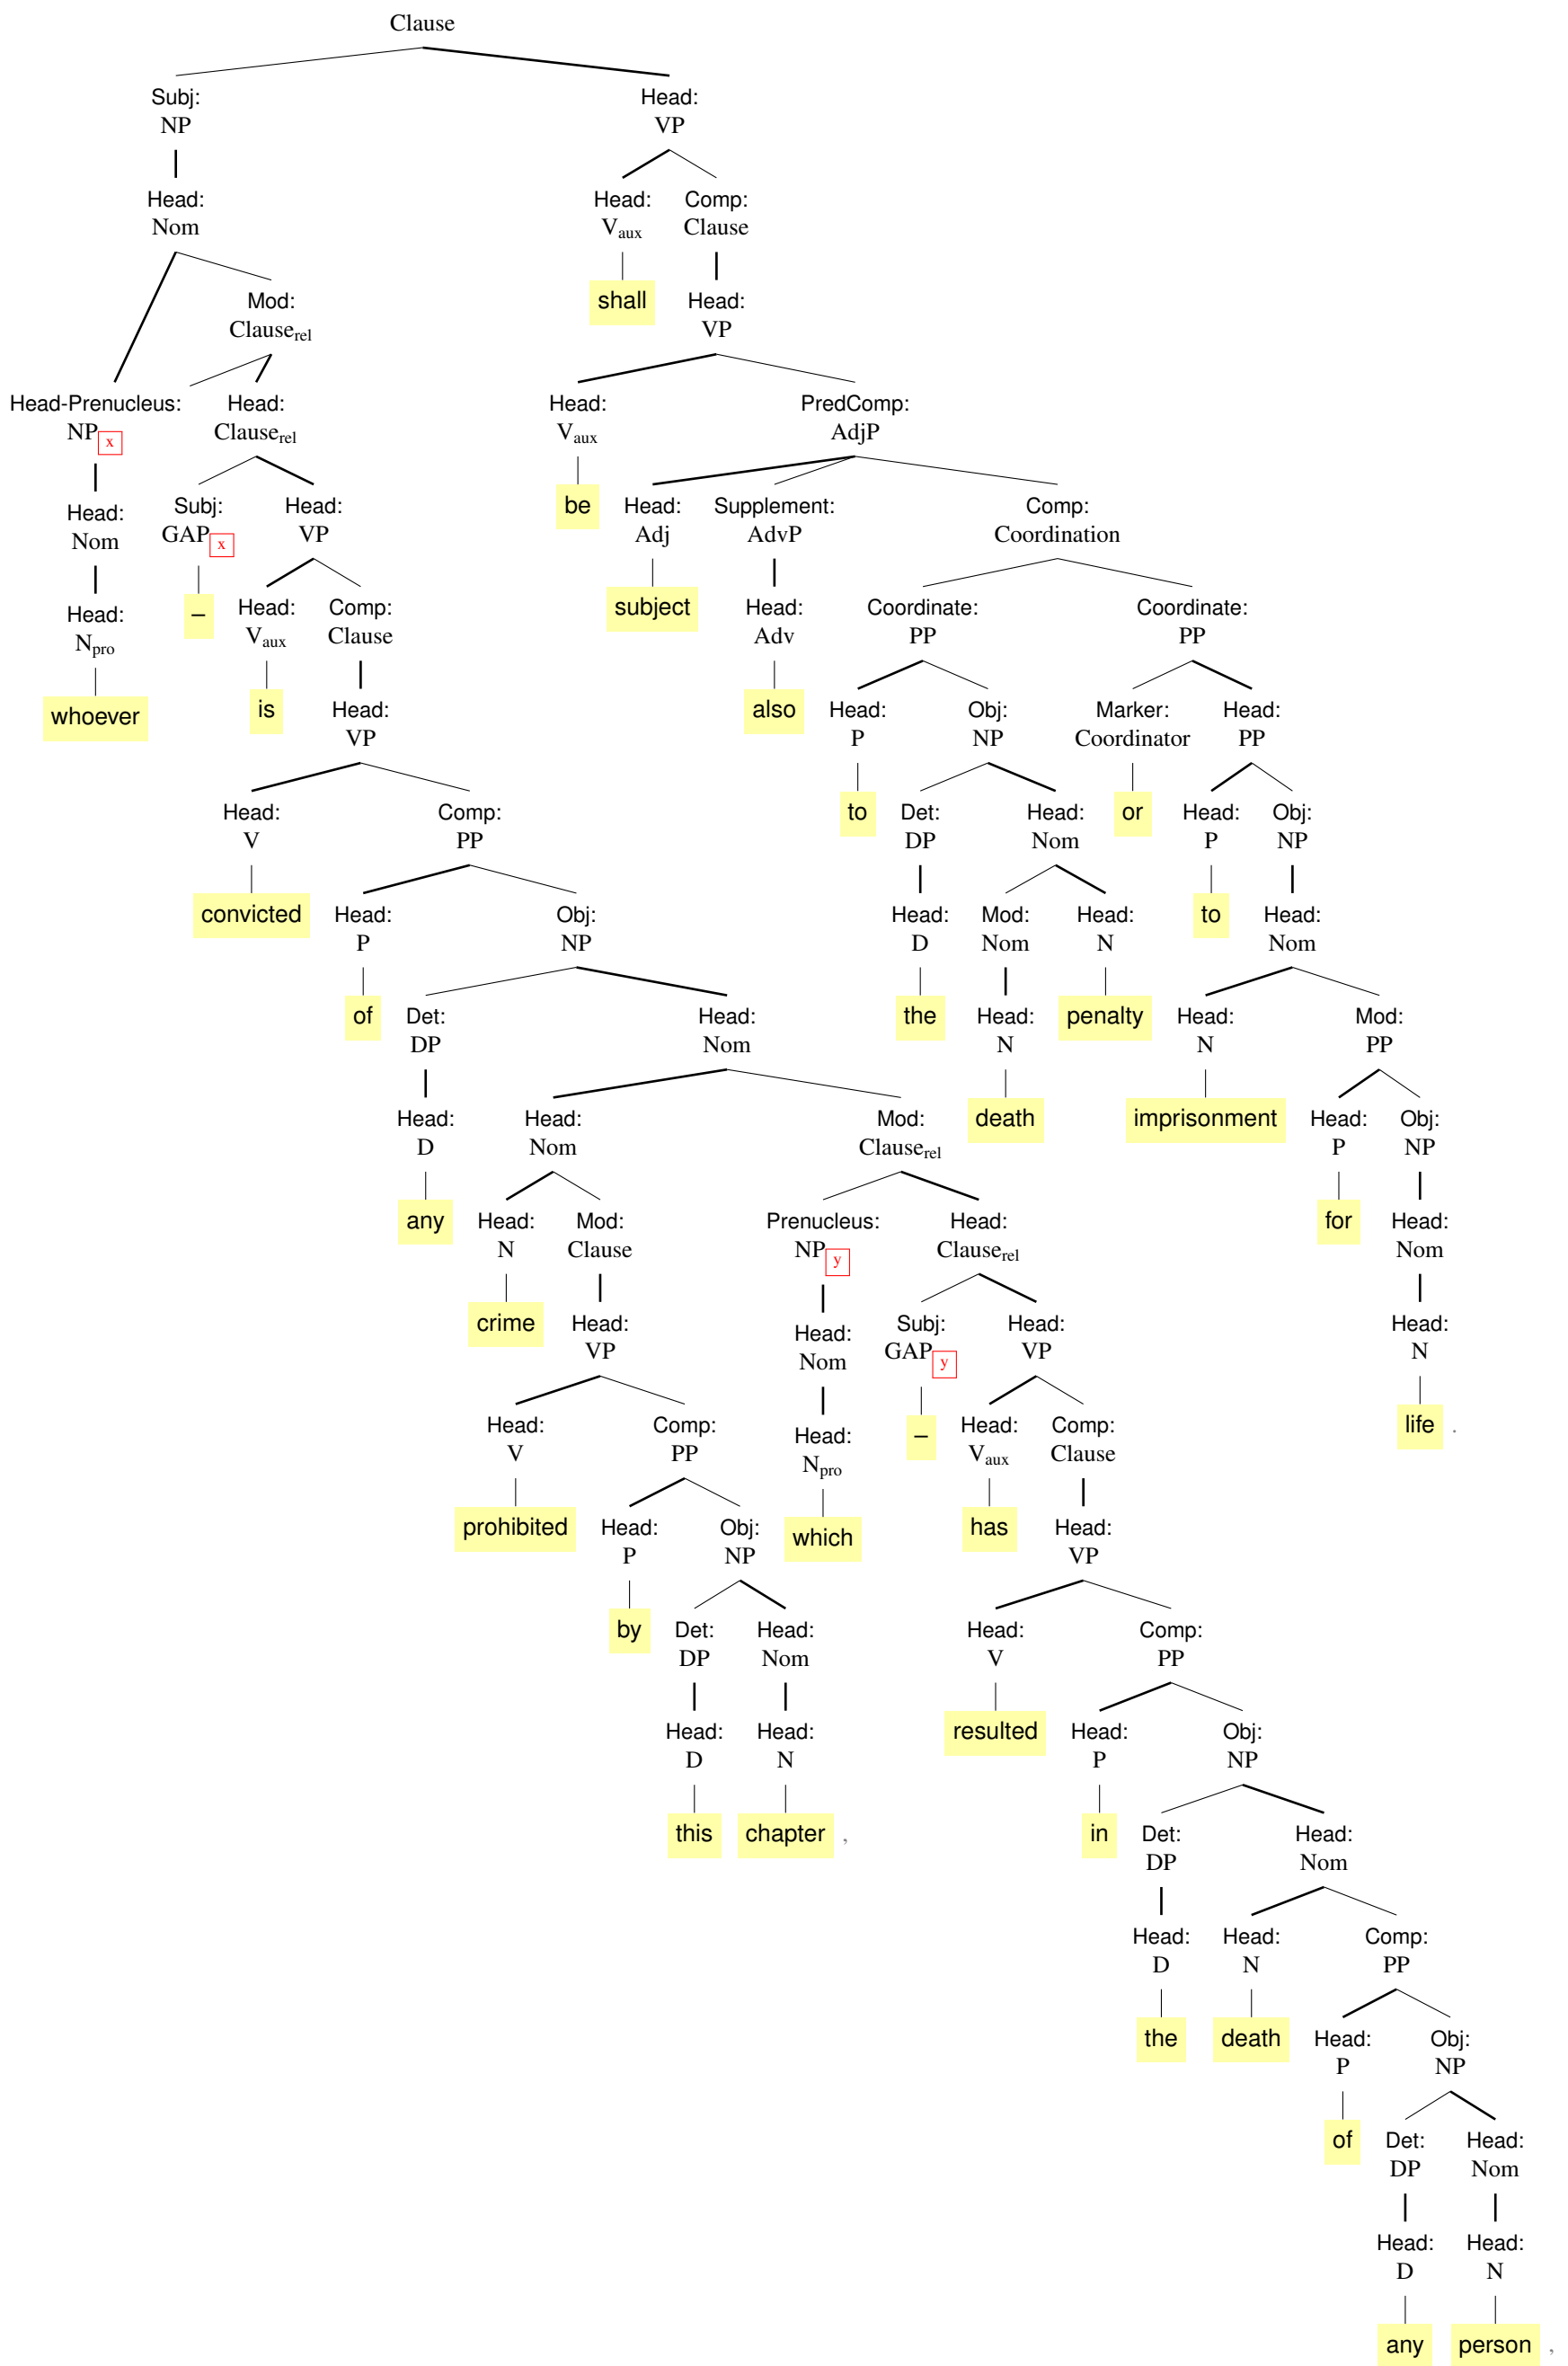 Clause
Subj: Head:
NP VP
Head: Head: Comp:
Nom Vaux Clause
Mod: shall Head:
Clauserel VP
Head-Prenucleus: Head: Head: PredComp:
NPx Clauserel Vaux AdjP
Head: Subj: Head: be Head: Supplement: Comp:
Nom GAPx VP Adj AdvP Coordination
Head: – Head: Comp: subject Head: Coordinate: Coordinate:
Npro Vaux Clause Adv PP PP
whoever is Head: also Head: Obj: Marker: Head:
VP P NP Coordinator PP
Head: Comp: to Det: Head: or Head: Obj:
V PP DP Nom P NP
convicted Head: Obj: Head: Mod: Head: to Head:
P NP D Nom N Nom
of Det: Head: the Head: penalty Head: Mod:
DP Nom N N PP
Head: Head: Mod: death imprisonment Head: Obj:
D Nom Clauserel P NP
any Head: Mod: Prenucleus: Head: for Head:
N Clause NPy Clauserel Nom
crime Head: Head: Subj: Head: Head:
VP Nom GAPy VP N
Head: Comp: Head: – Head: Comp: life .
V PP Npro Vaux Clause
prohibited Head: Obj: which has Head:
P NP VP
by Det: Head: Head: Comp:
DP Nom V PP
Head: Head: resulted Head: Obj:
D N P NP
this chapter , in Det: Head:
DP Nom
Head: Head: Comp:
D N PP
the death Head: Obj:
P NP
of Det: Head:
DP Nom
Head: Head:
D N
any person ,